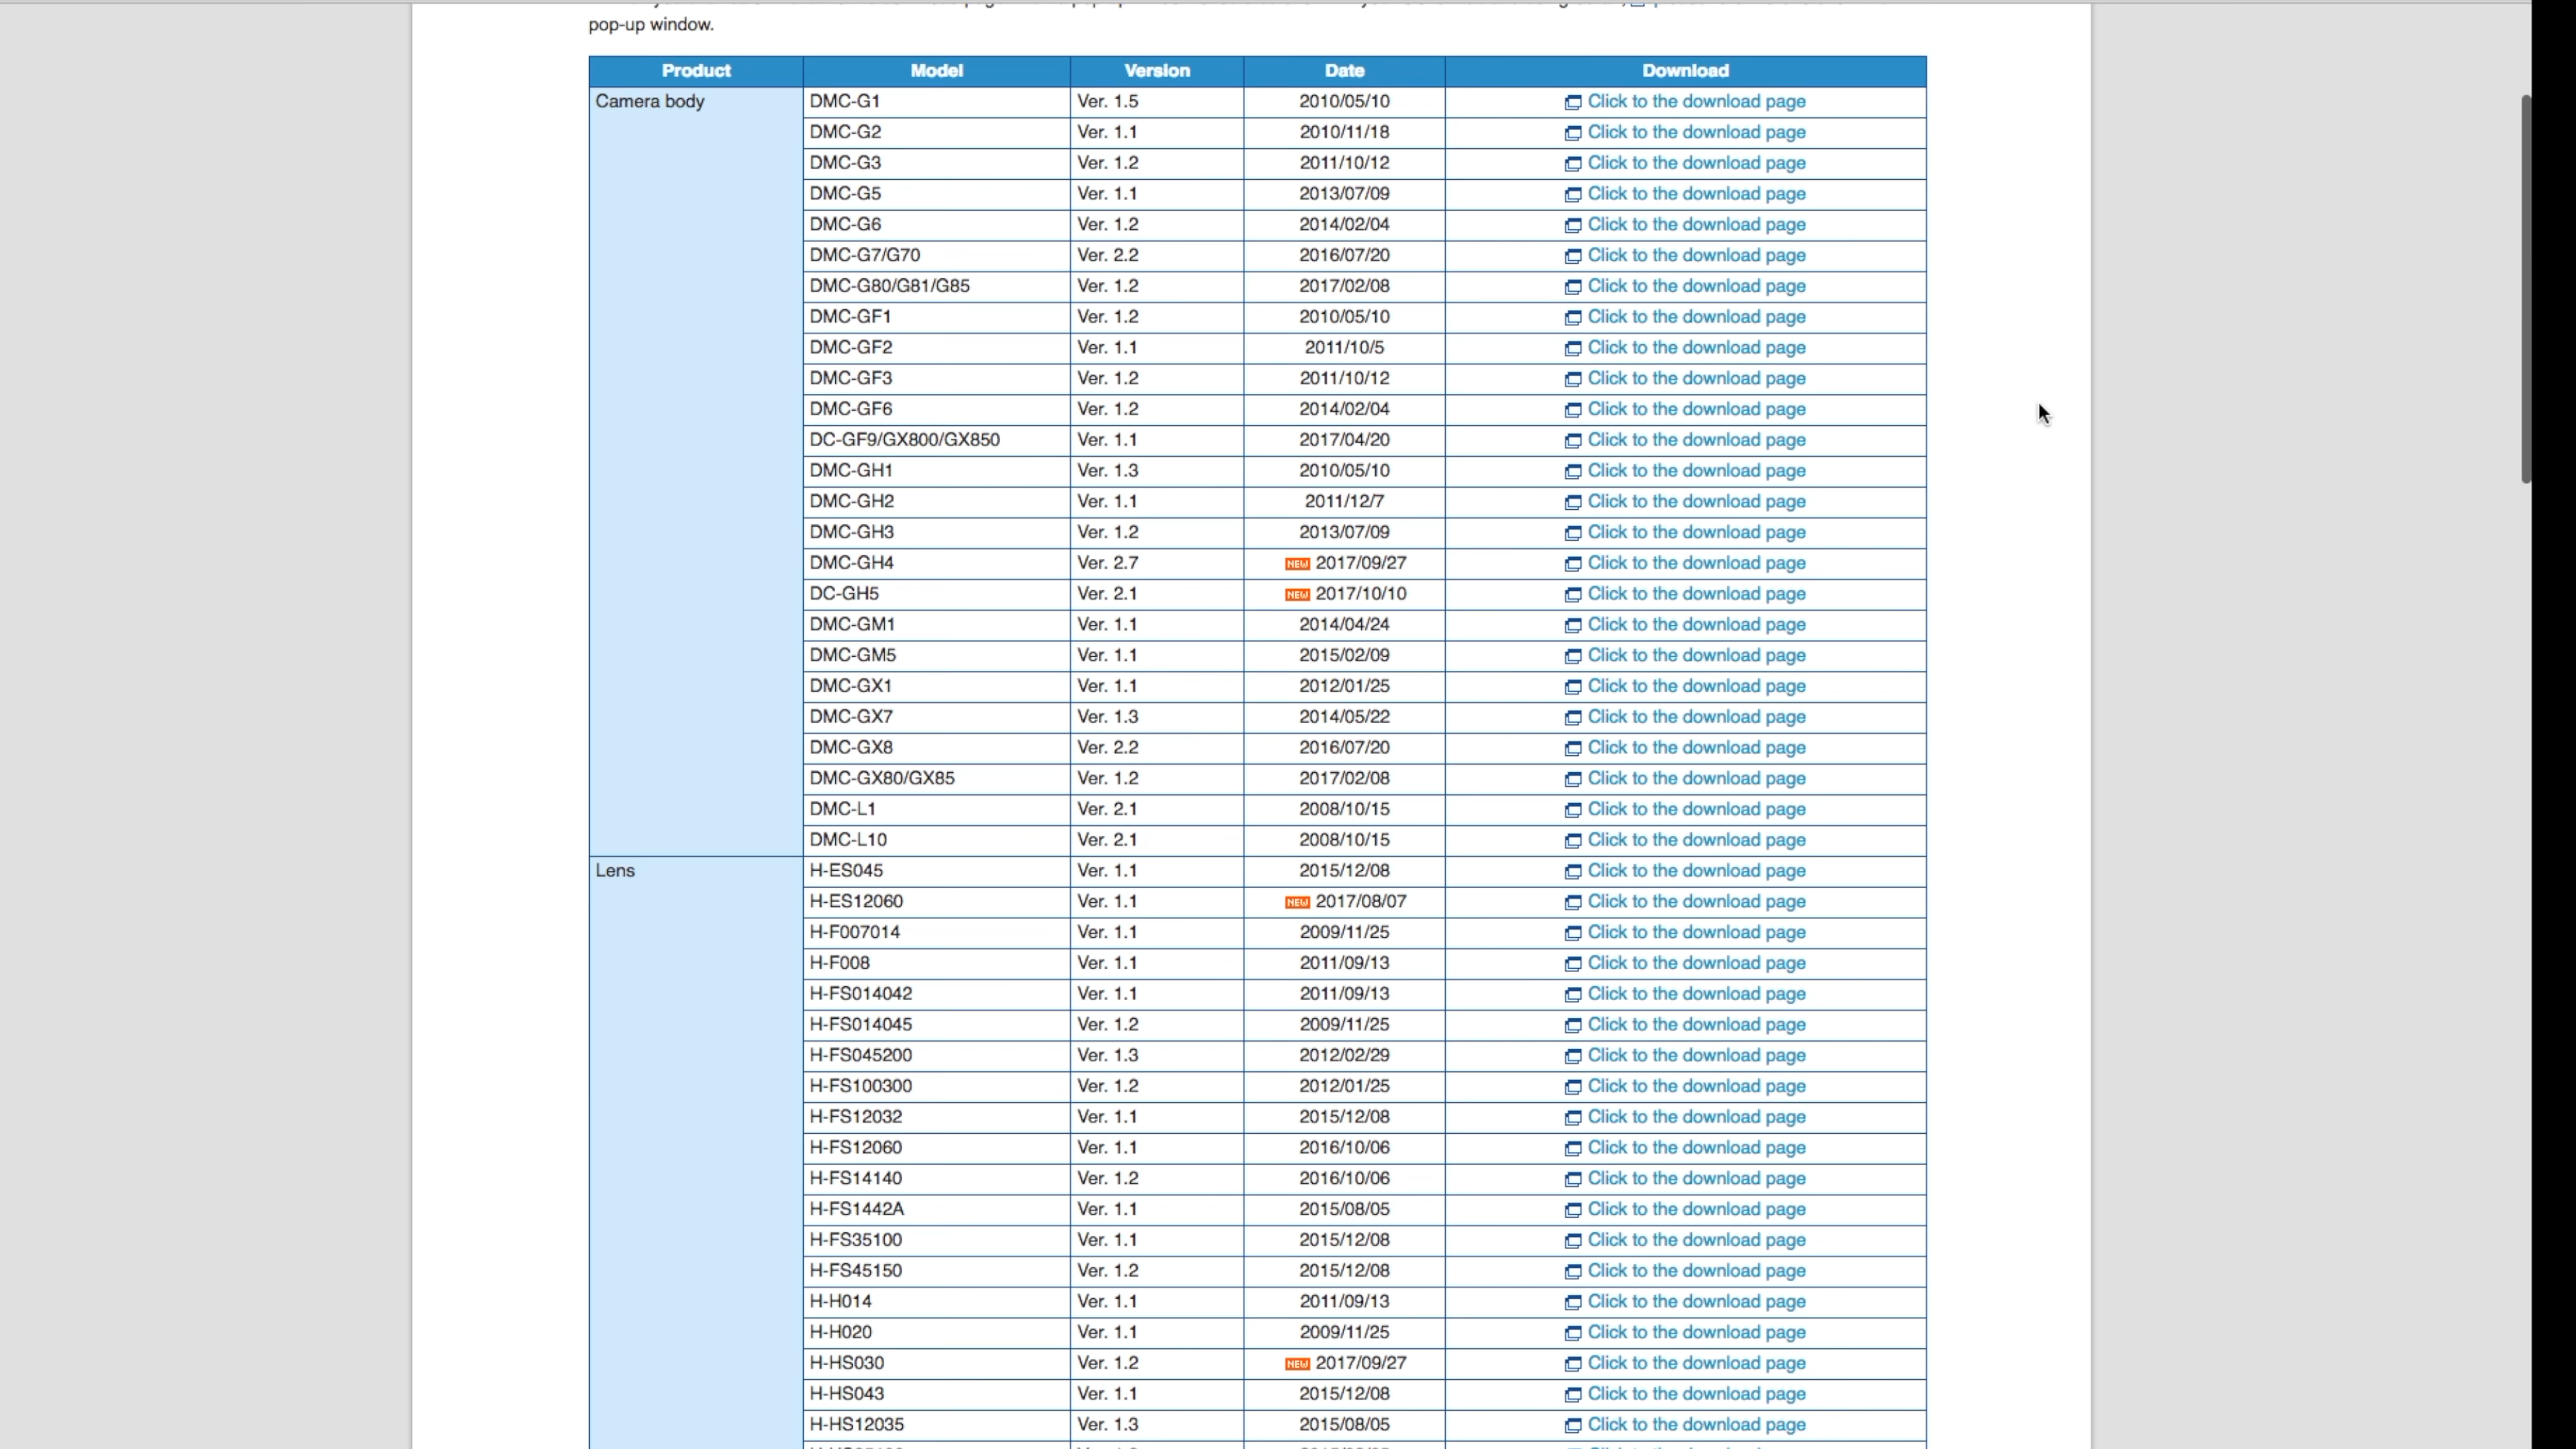 pop-up window.
Product Model Version Date Download
Camera body DMC-G1 Ver. 1.5 2010/05/10 Click to the download page
DMC-G2 Ver. 1.1 2010/11/18 Click to the download page
DMC-G3 Ver. 1.2 2011/10/12 Click to the download page
DMC-G5 Ver. 1.1 2013/07/09 Click to the download page
DMC-G6 Ver. 1.2 2014/02/04 Click to the download page
DMC-G7/G70 Ver. 2.2 2016/07/20 Click to the download page
DMC-G80/G81/G85 Ver. 1.2 2017/02/08 Click to the download page
DMC-GF1 Ver. 1.2 2010/05/10 Click to the download page
DMC-GF2 Ver. 1.1 2011/10/5 Click to the download page
DMC-GF3 Ver. 1.2 2011/10/12 Click to the download page
DMC-GF6 Ver. 1.2 2014/02/04 Click to the download page
DC-GF9/GX800/GX850 Ver. 1.1 2017/04/20 Click to the download page
DMC-GH1 Ver. 1.3 2010/05/10 Click to the download page
DMC-GH2 Ver. 1.1 2011/12/7 Click to the download page
DMC-GH3 Ver. 1.2 2013/07/09 Click to the download page
DMC-GH4 Ver. 2.7 NEW 2017/09/27 Click to the download page
DC-GH5 Ver. 2.1 NEW 2017/10/10 Click to the download page
DMC-GM1 Ver. 1.1 2014/04/24 Click to the download page
DMC-GM5 Ver. 1.1 2015/02/09 Click to the download page
DMC-GX1 Ver. 1.1 2012/01/25 Click to the download page
DMC-GX7 Ver. 1.3 2014/05/22 Click to the download page
DMC-GX8 Ver. 2.2 2016/07/20 Click to the download page
DMC-GX80/GX85 Ver. 1.2 2017/02/08 Click to the download page
DMC-L1 Ver. 2.1 2008/10/15 Click to the download page
DMC-L10 Ver. 2.1 2008/10/15 Click to the download page
Lens H-ES045 Ver. 1.1 2015/12/08 Click to the download page
H-ES12060 Ver. 1.1 NEW 2017/08/07 Click to the download page
H-F007014 Ver. 1.1 2009/11/25 Click to the download page
H-F008 Ver. 1.1 2011/09/13 Click to the download page
H-FS014042 Ver. 1.1 2011/09/13 Click to the download page
H-FS014045 Ver. 1.2 2009/11/25 Click to the download page
H-FS045200 Ver. 1.3 2012/02/29 Click to the download page
H-FS100300 Ver. 1.2 2012/01/25 Click to the download page
H-FS12032 Ver. 1.1 2015/12/08 Click to the download page
H-FS12060 Ver. 1.1 2016/10/06 Click to the download page
H-FS14140 Ver. 1.2 2016/10/06 Click to the download page
H-FS1442A Ver. 1.1 2015/08/05 Click to the download page
H-FS35100 Ver. 1.1 2015/12/08 Click to the download page
H-FS45150 Ver. 1.2 2015/12/08 Click to the download page
H-H014 Ver. 1.1 2011/09/13 Click to the download page
H-H020 Ver. 1.1 2009/11/25 Click to the download page
H-HS030 Ver. 1.2 NEW 2017/09/27 Click to the download page
H-HS043 Ver. 1.1 2015/12/08 Click to the download page
H-HS12035 Ver. 1.3 2015/08/05 Click to the download page